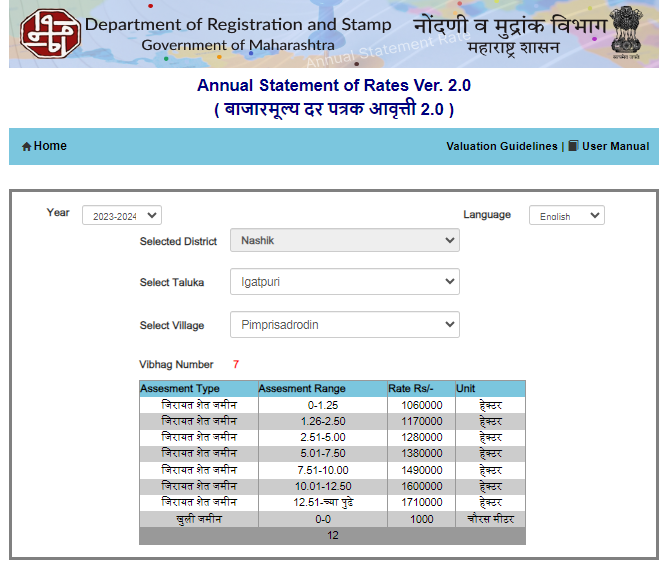 Department of Registration and Stamp
Government of Maharashtra
नोंदणी व मुद्रांक विभाग
महाराष्ट्र शासन
Annual Statement Rate
Annual Statement of Rates Ver. 2.0
( बाजारमूल्य दर पत्रक आवृत्ती 2.0 )
Home Valuation Guidelines | User Manual
Year 2023-2024 Language English
Selected District Nashik
Select Taluka Igatpuri
Select Village Pimprisadrodin
Vibhag Number 7
Assesment Type Assesment Range Rate Rs/- Unit
जिरायत शेत जमीन 0-1.25 1060000 हेक्टर
जिरायत शेत जमीन 1.26-2.50 1170000 हेक्टर
जिरायत शेत जमीन 2.51-5.00 1280000 हेक्टर
जिरायत शेत जमीन 5.01-7.50 1380000 हेक्टर
जिरायत शेत जमीन 7.51-10.00 1490000 हेक्टर
जिरायत शेत जमीन 10.01-12.50 1600000 हेक्टर
जिरायत शेत जमीन 12.51-च्या पुढे 1710000 हेक्टर
खुली जमीन 0-0 1000 चौरस मीटर
12